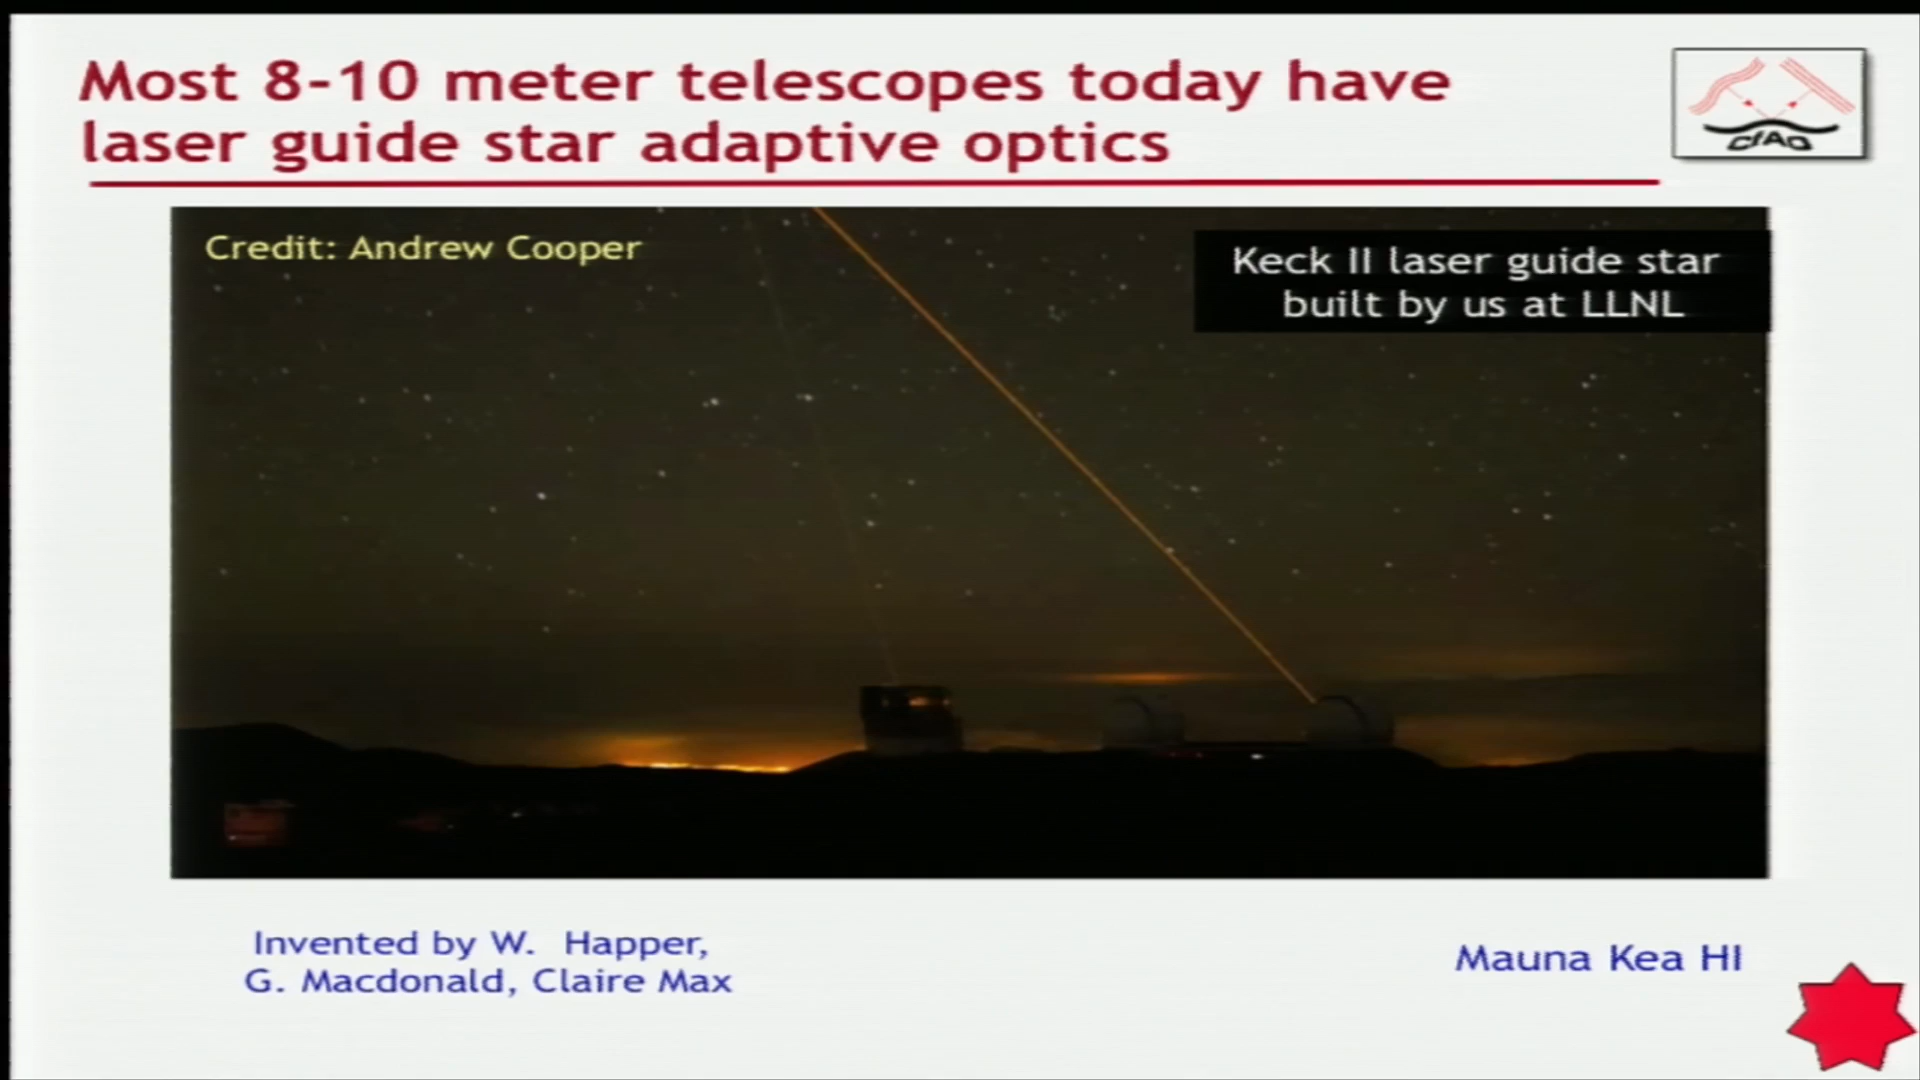 Most 8-10 meter telescopes today have
laser guide star adaptive optics
CfAO
Credit: Andrew Cooper
Keck II laser guide star
built by us at LLNL
Invented by W. Happer,
G. Macdonald, Claire Max
Mauna Kea HI